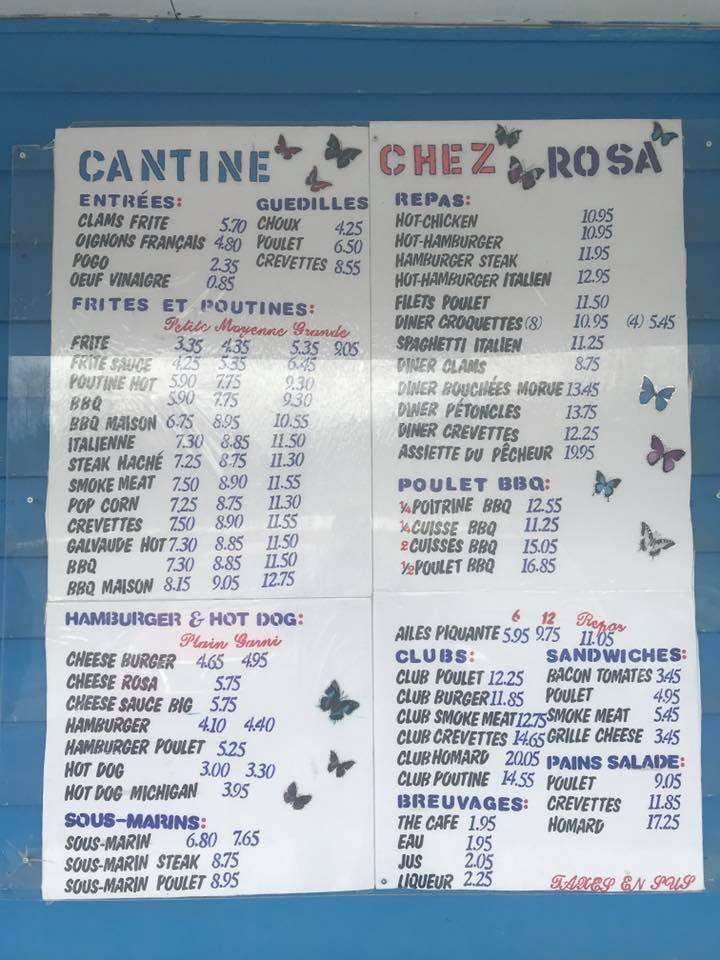 CANTINE CHEZ ROSA
ENTRÉES:
CLAMS FRITE 5.70
OIGNONS FRANÇAIS 4.80
POGO 2.35
OEUF VINAIGRE 0.85
GUEDILLES
CHOUX 4.25
POULET 6.50
CREVETTES 8.55
FRITES ET POUTINES:
Petite Moyenne Grande
FRITE 3.35 4.35 5.35 9.05
FRITE SAUCE 4.25 5.35 6.45
POUTINE HOT 5.90 7.75 9.30
BBQ 5.90 7.75 9.30
BBQ MAISON 6.75 8.95 10.55
ITALIENNE 7.30 8.85 11.50
STEAK HACHÉ 7.25 8.75 11.30
SMOKE MEAT 7.50 8.90 11.55
POP CORN 7.25 8.75 11.30
CREVETTES 7.50 8.90 11.55
GALVAUDE HOT 7.30 8.85 11.50
BBQ 7.30 8.85 11.50
BBQ MAISON 8.15 9.05 12.75
HAMBURGER & HOT DOG:
Plain Garni
CHEESE BURGER 4.65 4.95
CHEESE ROSA 5.75
CHEESE SAUCE BIG 5.75
HAMBURGER 4.10 4.40
HAMBURGER POULET 5.25
HOT DOG 3.00 3.30
HOT DOG MICHIGAN 3.95
SOUS-MARINS:
SOUS-MARIN 6.80 7.65
SOUS-MARIN STEAK 8.75
SOUS-MARIN POULET 8.95
REPAS:
HOT-CHICKEN 10.95
HOT-HAMBURGER 10.95
HAMBURGER STEAK 11.95
HOT-HAMBURGER ITALIEN 12.95
FILETS POULET 11.50
DINER CROQUETTES (8) 10.95 (4) 5.45
SPAGHETTI ITALIEN 11.25
DINER CLAMS 8.75
DINER BOUCHÉES MORUE 13.45
DINER PÉTONCLES 13.75
DINER CREVETTES 12.25
ASSIETTE DU PÊCHEUR 19.95
POULET BBQ:
1/4 POITRINE BBQ 12.55
1/4 CUISSE BBQ 11.25
2 CUISSES BBQ 15.05
1/2 POULET BBQ 16.85
6 12 Repas
AILES PIQUANTE 5.95 9.75 11.05
CLUBS:
CLUB POULET 12.25
CLUB BURGER 11.85
CLUB SMOKE MEAT 12.75
CLUB CREVETTES 14.65
CLUB HOMARD 20.05
CLUB POUTINE 14.55
BREUVAGES:
THE CAFE 1.95
EAU 1.95
JUS 2.05
LIQUEUR 2.25
SANDWICHES:
BACON TOMATES 3.45
POULET 4.95
SMOKE MEAT 5.45
GRILLE CHEESE 3.45
PAINS SALADE:
POULET 9.05
CREVETTES 11.85
HOMARD 17.25
TAXES EN SUS